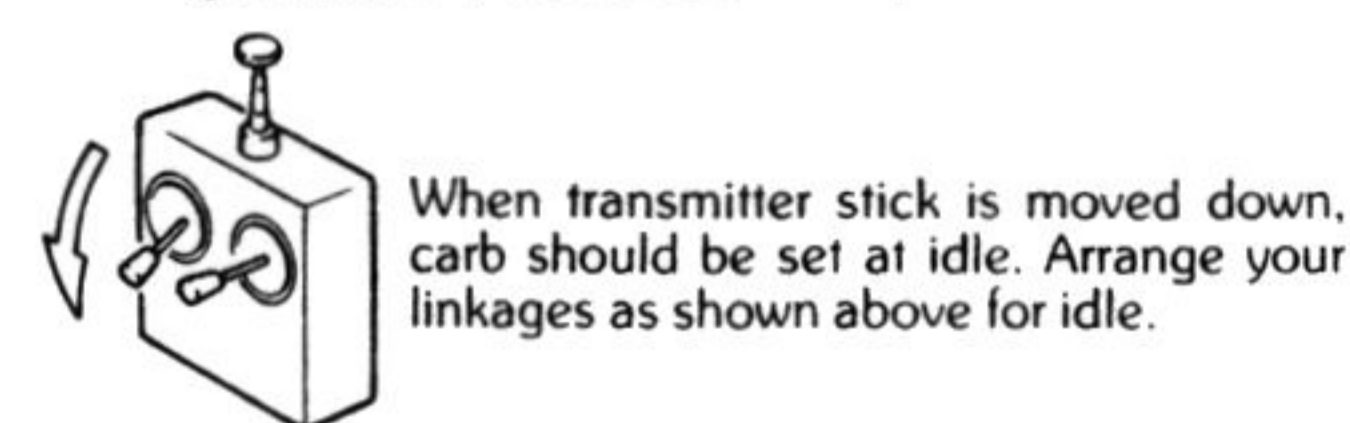 When transmitter stick is moved down,
carb should be set at idle. Arrange your
linkages as shown above for idle.